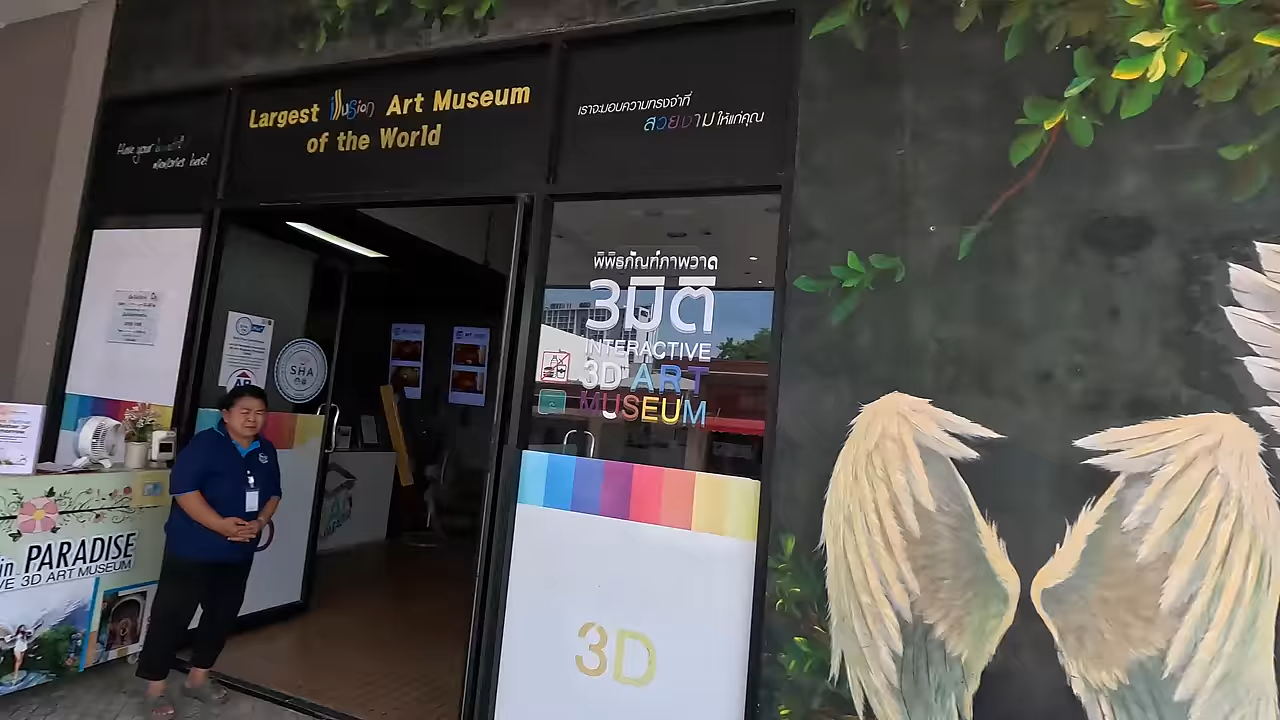 Have your beautiful
memories here!
Largest illusion Art Museum
of the World
เราจะมอบความทรงจำที่
สวยงาม ให้แก่คุณ
พิพิธภัณฑ์ภาพวาด
3มิติ
INTERACTIVE
3D ART
MUSEUM
SHA
AR
in PARADISE
VE 3D ART MUSEUM
3D